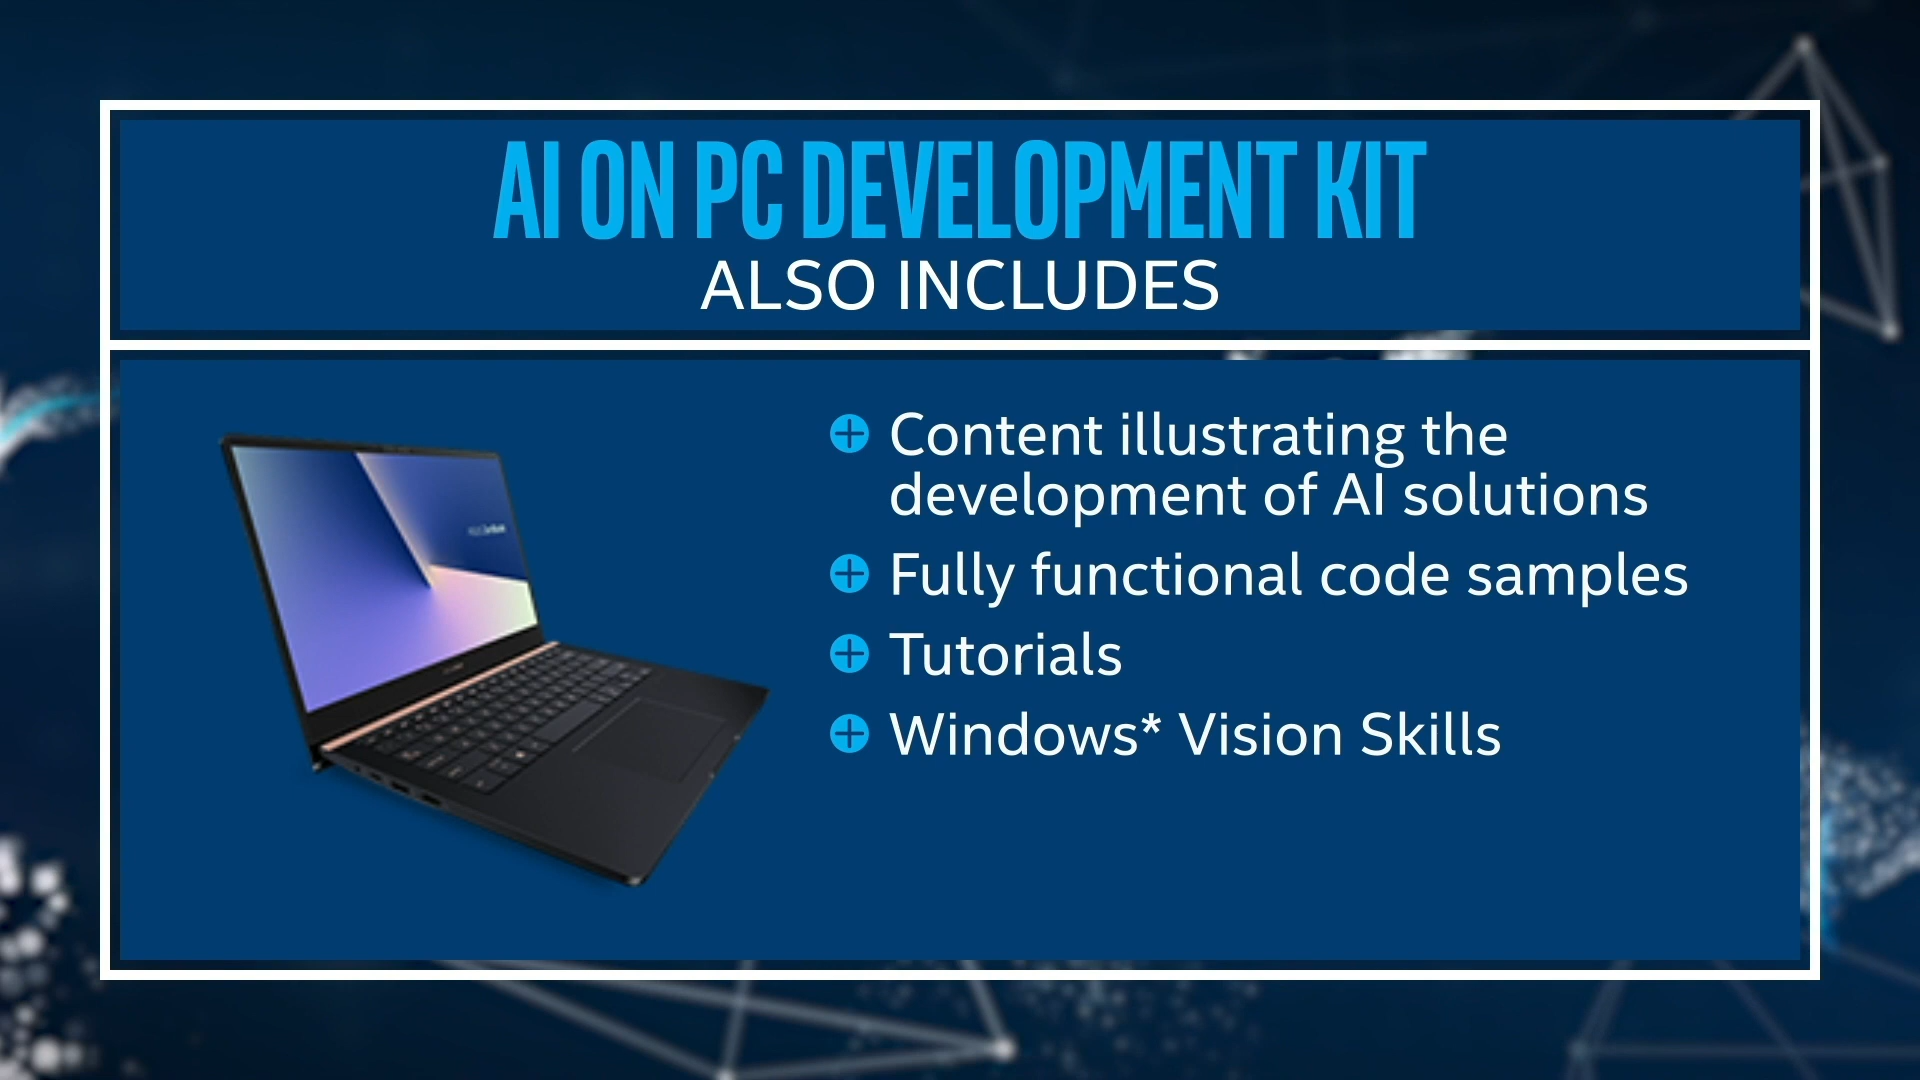 AI ON PC DEVELOPMENT KIT
ALSO INCLUDES
Content illustrating the
development of AI solutions
Fully functional code samples
Tutorials
Windows* Vision Skills